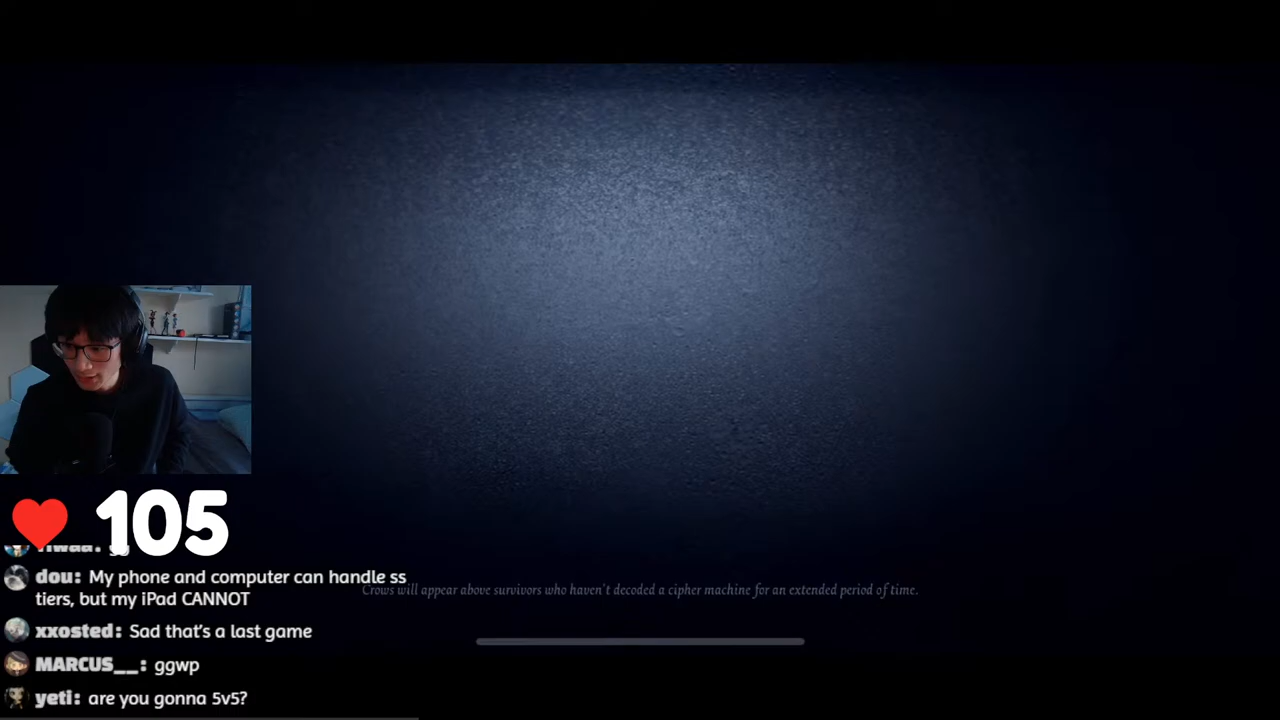 105
dou: My phone and computer can handle ss
tiers, but my iPad CANNOT
Crows will appear above survivors who haven't decoded a cipher machine for an extended period of time.
xxosted: Sad that's a last game
MARCUS__: ggwp
yeti: are you gonna 5v5?